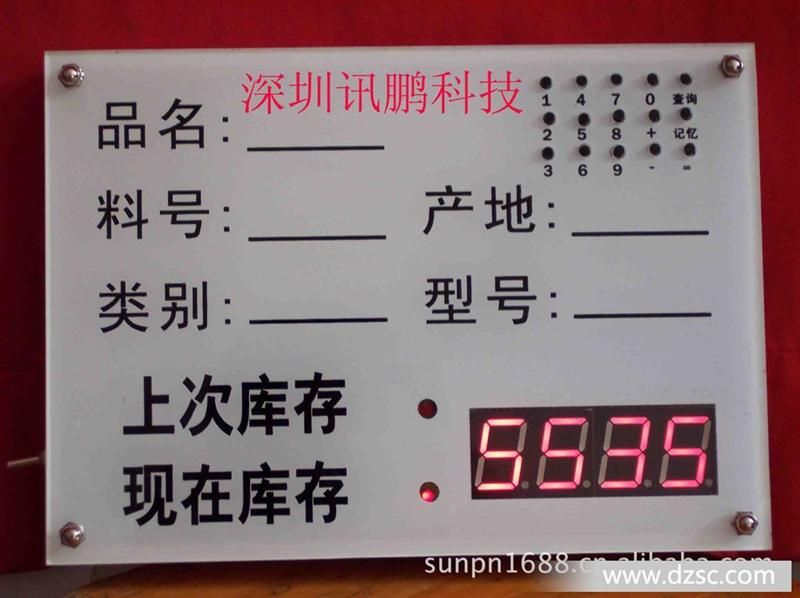 深圳讯鹏科技
1 4 7 0 查询
2 5 8 + 记忆
3 6 9 - =
品名:
料号: 产地:
类别: 型号:
上次库存
现在库存
5535
sunpn1688.cn.alibaba.com
www.dzsc.com